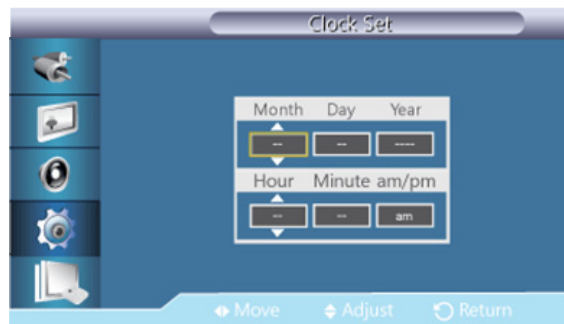 Clock Set
Month Day Year
-- -- ----
Hour Minute am/pm
-- -- am
Move Adjust Return